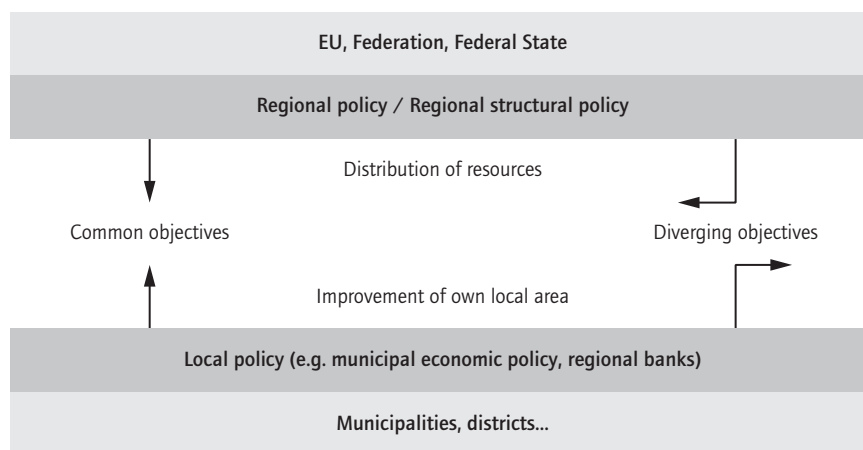 EU, Federation, Federal State
Regional policy / Regional structural policy
Distribution of resources
Common objectives
Diverging objectives
Improvement of own local area
Local policy (e.g. municipal economic policy, regional banks)
Municipalities, districts...